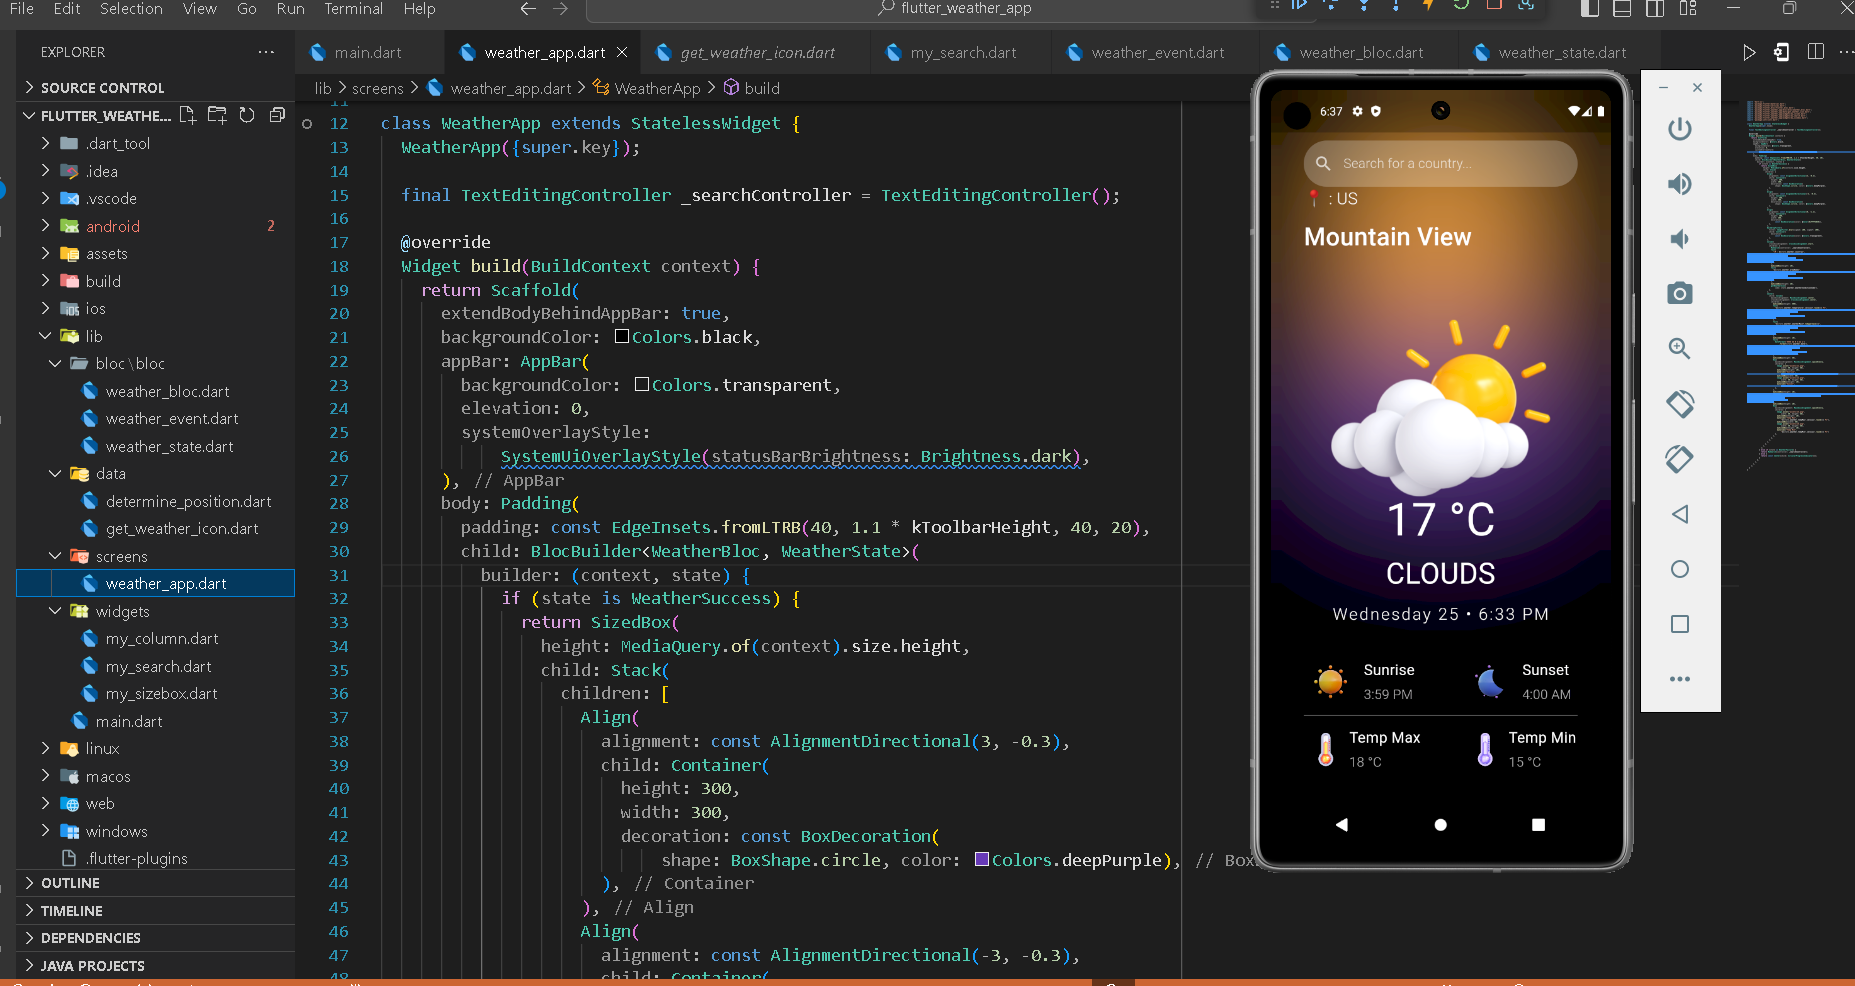 File Edit Selection View Go Run Terminal Help
flutter_weather_app
EXPLORER
SOURCE CONTROL
FLUTTER_WEATHE...
.dart_tool
.idea
.vscode
android 2
assets
build
ios
lib
bloc \ bloc
weather_bloc.dart
weather_event.dart
weather_state.dart
data
determine_position.dart
get_weather_icon.dart
screens
weather_app.dart
widgets
my_column.dart
my_search.dart
my_sizebox.dart
main.dart
linux
macos
web
windows
.flutter-plugins
OUTLINE
TIMELINE
DEPENDENCIES
JAVA PROJECTS
main.dart weather_app.dart get_weather_icon.dart my_search.dart weather_event.dart weather_bloc.dart weather_state.dart
lib > screens > weather_app.dart > WeatherApp > build
11
12 class WeatherApp extends StatelessWidget {
13 WeatherApp({super.key});
14
15 final TextEditingController _searchController = TextEditingController();
16
17 @override
18 Widget build(BuildContext context) {
19 return Scaffold(
20 extendBodyBehindAppBar: true,
21 backgroundColor: Colors.black,
22 appBar: AppBar(
23 backgroundColor: Colors.transparent,
24 elevation: 0,
25 systemOverlayStyle:
26 SystemUiOverlayStyle(statusBarBrightness: Brightness.dark),
27 ), // AppBar
28 body: Padding(
29 padding: const EdgeInsets.fromLTRB(40, 1.1 * kToolbarHeight, 40, 20),
30 child: BlocBuilder<WeatherBloc, WeatherState>(
31 builder: (context, state) {
32 if (state is WeatherSuccess) {
33 return SizedBox(
34 height: MediaQuery.of(context).size.height,
35 child: Stack(
36 children: [
37 Align(
38 alignment: const AlignmentDirectional(3, -0.3),
39 child: Container(
40 height: 300,
41 width: 300,
42 decoration: const BoxDecoration(
43 shape: BoxShape.circle, color: Colors.deepPurple), // Box
44 ), // Container
45 ), // Align
46 Align(
47 alignment: const AlignmentDirectional(-3, -0.3),
48 child: Container(
6:37
Search for a country...
: US
Mountain View
17 °C
CLOUDS
Wednesday 25 • 6:33 PM
Sunrise
3:59 PM
Sunset
4:00 AM
Temp Max
18 °C
Temp Min
15 °C